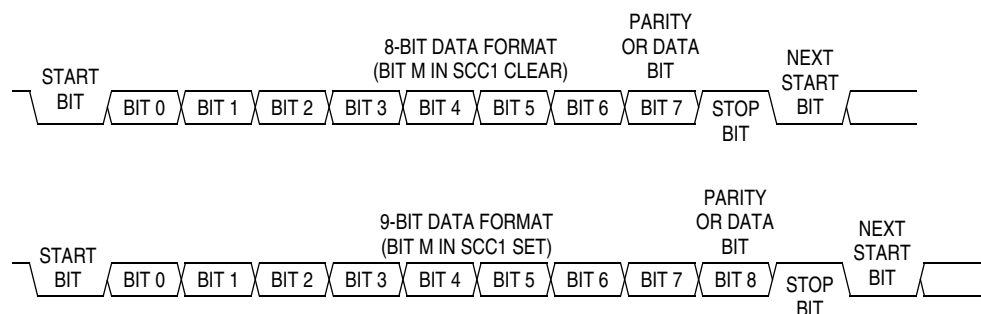 8-BIT DATA FORMAT
(BIT M IN SCC1 CLEAR)
PARITY
OR DATA
BIT
START
BIT
BIT 0
BIT 1
BIT 2
BIT 3
BIT 4
BIT 5
BIT 6
BIT 7
STOP
BIT
NEXT
START
BIT
9-BIT DATA FORMAT
(BIT M IN SCC1 SET)
PARITY
OR DATA
BIT
START
BIT
BIT 0
BIT 1
BIT 2
BIT 3
BIT 4
BIT 5
BIT 6
BIT 7
BIT 8
STOP
BIT
NEXT
START
BIT